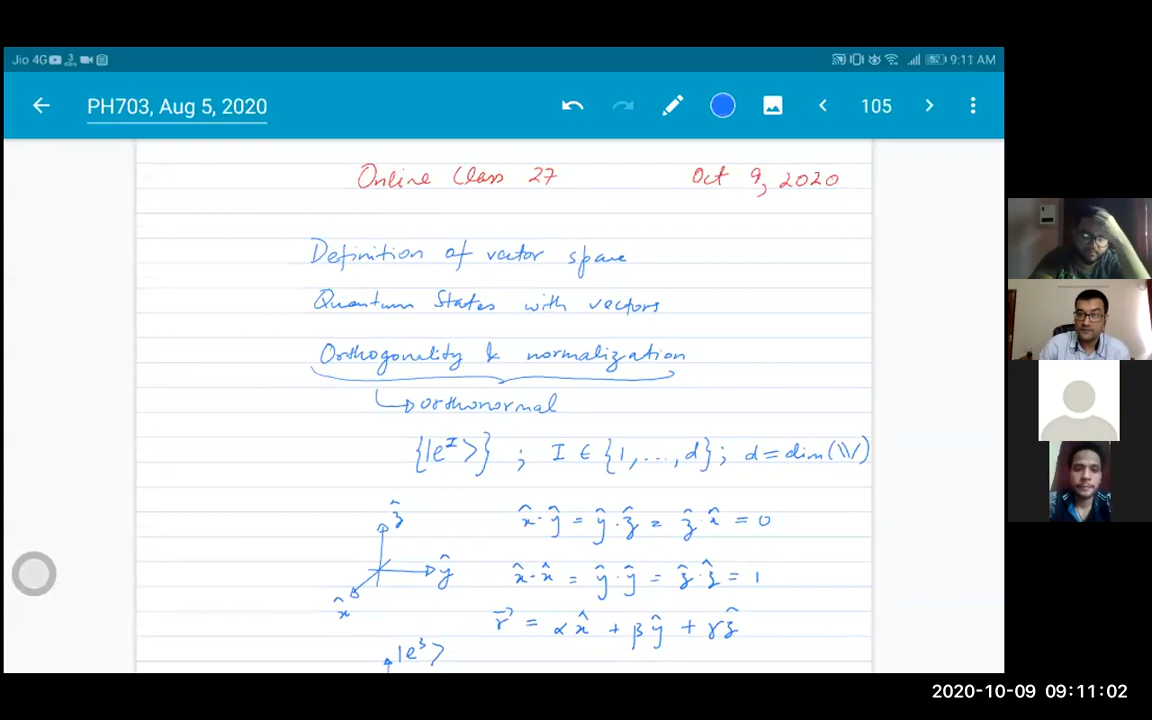 Jio 4G 9:11 AM
PH703, Aug 5, 2020 105
Online Class 27 Oct 9, 2020
Definition of vector space
Quantum States with vectors
Orthogonality & normalization
↳ orthonormal
{|e^I>} ; I ∈ {1, ..., d} ; d = dim(𝕍)
x̂·ŷ = ŷ·ẑ = ẑ·x̂ = 0
ẑ
ŷ
x̂
x̂·x̂ = ŷ·ŷ = ẑ·ẑ = 1
r⃗ = αx̂ + βŷ + γẑ
|e³>
2020-10-09 09:11:02